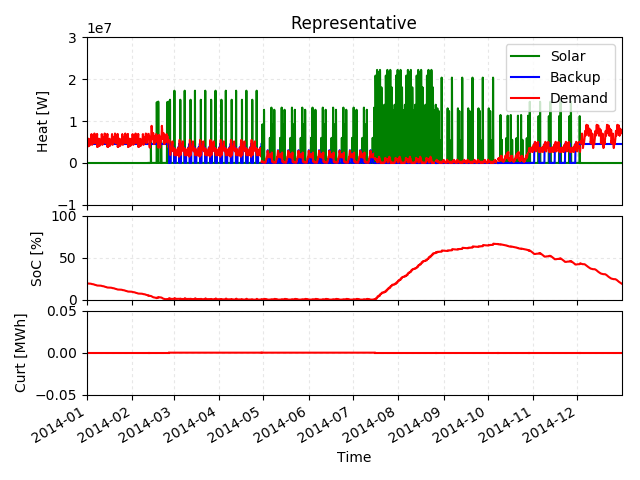 Representative
1e7
3
2
1
0
−1
Heat [W]
Solar
Backup
Demand
100
50
0
SoC [%]
0.05
0.00
−0.05
Curt [MWh]
2014-01
2014-02
2014-03
2014-04
2014-05
2014-06
2014-07
2014-08
2014-09
2014-10
2014-11
2014-12
Time